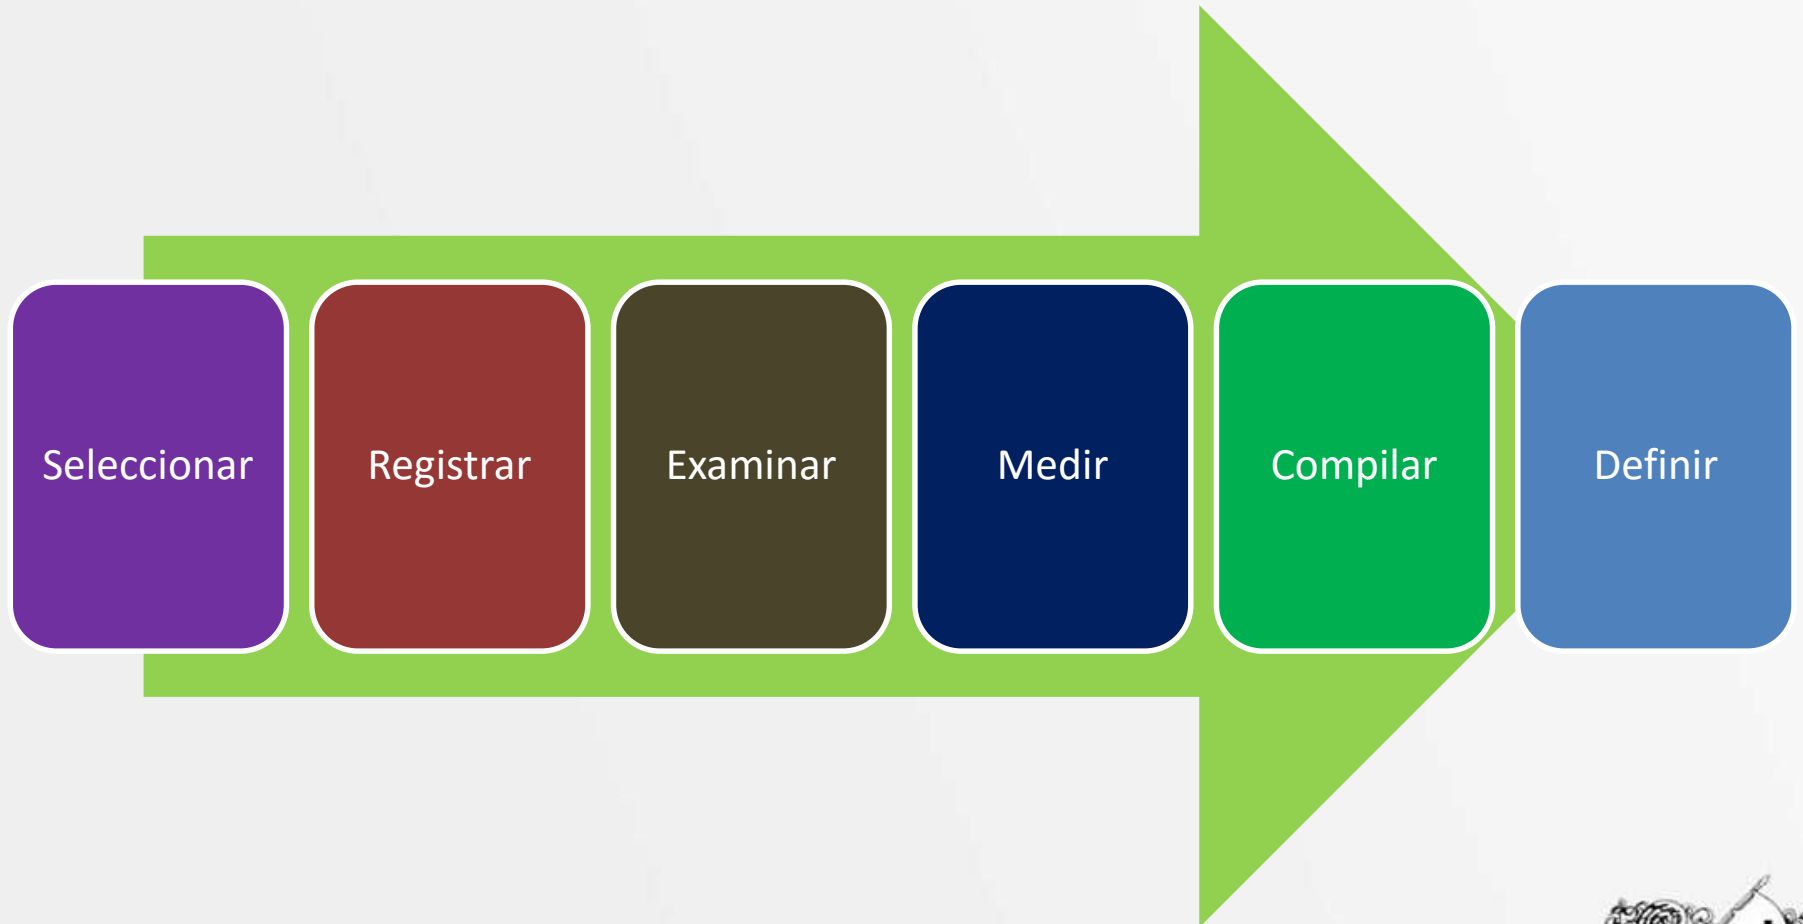 Seleccionar
Registrar
Examinar
Medir
Compilar
Definir